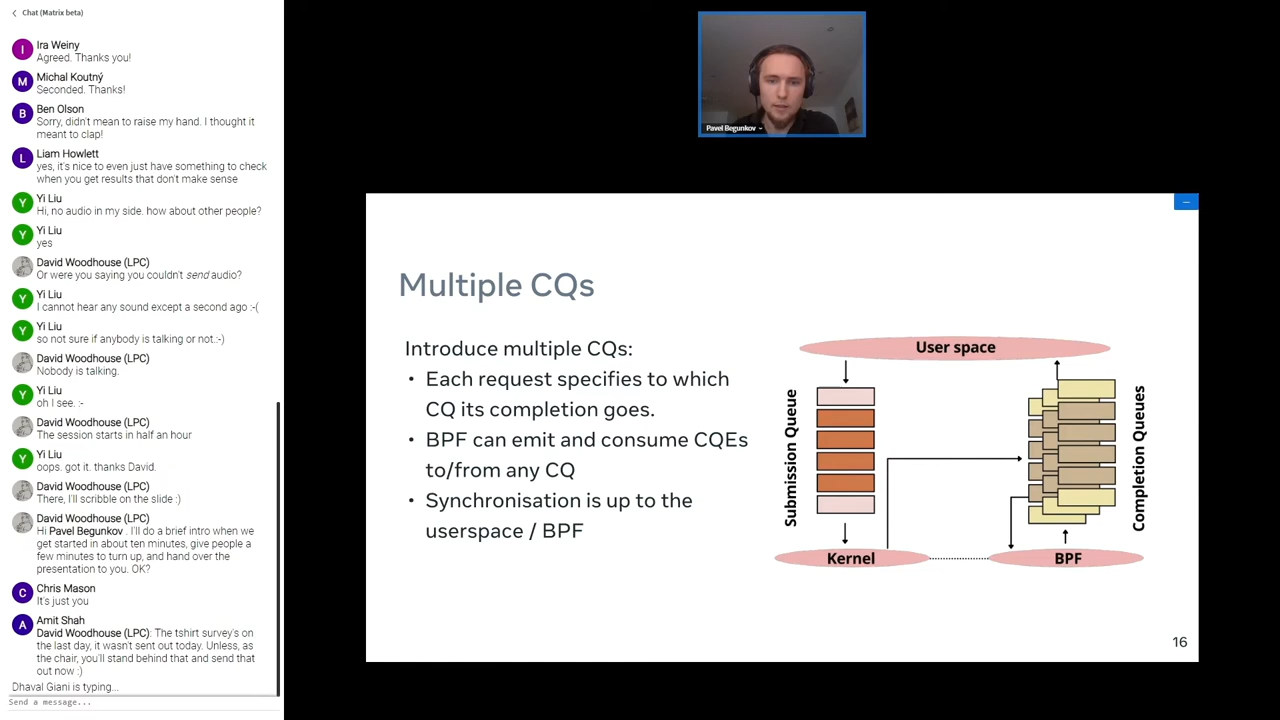 Chat (Matrix beta)
Ira Weiny
Agreed. Thank you!
Michal Koutný
Seconded. Thanks!
Ben Olson
Sorry, didn't mean to raise my hand. I thought it
meant to clap!
Liam Howlett
yes, it's nice to even just have something to check
when you get results that don't make sense
Yi Liu
Hi, no audio in my side. how about other people?
Yi Liu
yes
David Woodhouse (LPC)
Or were you saying you couldn't send audio?
Yi Liu
I cannot hear any sound except a second ago :-(
Yi Liu
so not sure if anybody is talking or not.:-)
David Woodhouse (LPC)
Nobody is talking.
Yi Liu
oh I see. :-
David Woodhouse (LPC)
The session starts in half an hour
Yi Liu
oops. got it. thanks David.
David Woodhouse (LPC)
There, I'll scribble on the slide :)
David Woodhouse (LPC)
Hi Pavel Begunkov . I'll do a brief intro when we
get started in about ten minutes, give people a
few minutes to turn up, and hand over the
presentation to you. OK?
Chris Mason
It's just you
Amit Shah
David Woodhouse (LPC): The tshirt survey's on
the last day, it wasn't sent out today. Unless, as
the chair, you'll stand behind that and send that
out now :)
Dhaval Giani is typing...
Send a message...
I
M
B
L
Y
Y
Y
Y
Y
Y
C
A
Pavel Begunkov
Multiple CQs
Introduce multiple CQs:
• Each request specifies to which
CQ its completion goes.
• BPF can emit and consume CQEs
to/from any CQ
• Synchronisation is up to the
userspace / BPF
User space
Submission Queue
Completion Queues
Kernel
BPF
16